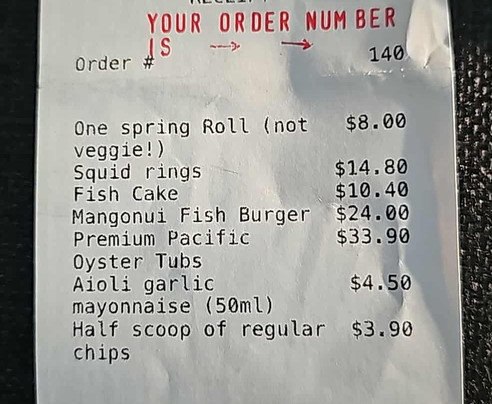 RECEIPT
YOUR ORDER NUMBER
IS → →
Order # 140
One spring Roll (not $8.00
veggie!)
Squid rings $14.80
Fish Cake $10.40
Mangonui Fish Burger $24.00
Premium Pacific $33.90
Oyster Tubs
Aioli garlic $4.50
mayonnaise (50ml)
Half scoop of regular $3.90
chips